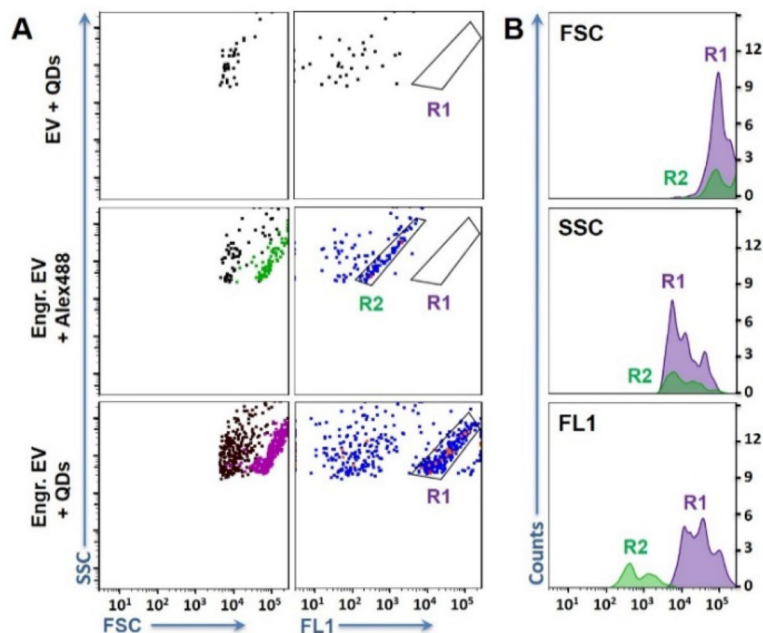 A
B
EV + QDs
R1
FSC
R1
R2
12
9
6
3
0
Engr. EV
+ Alex488
R2
R1
SSC
R1
R2
12
9
6
3
0
Engr. EV
+ QDs
R1
FL1
R2
R1
12
9
6
3
0
SSC
Counts
10¹ 10² 10³ 10⁴ 10⁵
10¹ 10² 10³ 10⁴ 10⁵
10¹ 10² 10³ 10⁴ 10⁵
FSC
FL1